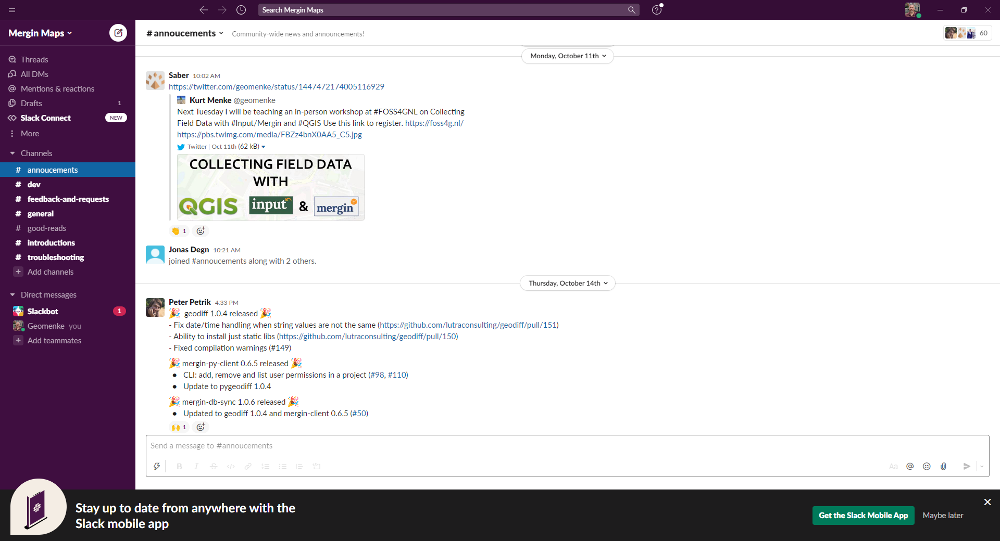 Search Mergin Maps
Mergin Maps
Threads
All DMs
Mentions & reactions
Drafts 1
Slack Connect NEW
More
Channels
# annoucements
# dev
# feedback-and-requests
# general
# good-reads
# introductions
# troubleshooting
+ Add channels
Direct messages
Slackbot 1
Geomenke you
+ Add teammates
# annoucements Community-wide news and announcements! 60
Monday, October 11th
Saber 10:02 AM
https://twitter.com/geomenke/status/1447472174005116929
Kurt Menke @geomenke
Next Tuesday I will be teaching an in-person workshop at #FOSS4GNL on Collecting
Field Data with #Input/Mergin and #QGIS Use this link to register. https://foss4g.nl/
https://pbs.twimg.com/media/FBZz4bnX0AA5_C5.jpg
Twitter | Oct 11th (62 kB)
COLLECTING FIELD DATA
WITH
QGIS input & mergin
1
Jonas Degn 10:21 AM
joined #annoucements along with 2 others.
Thursday, October 14th
Peter Petrik 4:33 PM
geodiff 1.0.4 released
- Fix date/time handling when string values are not the same (https://github.com/lutraconsulting/geodiff/pull/151)
- Ability to install just static libs (https://github.com/lutraconsulting/geodiff/pull/150)
- Fixed compilation warnings (#149)
mergin-py-client 0.6.5 released
• CLI: add, remove and list user permissions in a project (#98, #110)
• Update to pygeodiff 1.0.4
mergin-db-sync 1.0.6 released
• Updated to geodiff 1.0.4 and mergin-client 0.6.5 (#50)
1
Send a message to #annoucements
B I S </> Aa @
Stay up to date from anywhere with the
Slack mobile app
Get the Slack Mobile App Maybe later